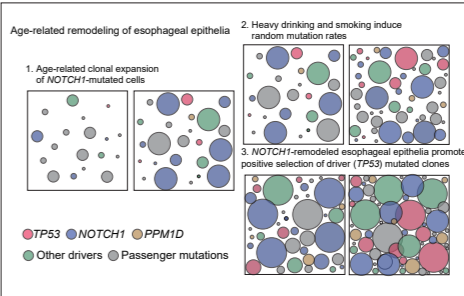 Age-related remodeling of esophageal epithelia
1. Age-related clonal expansion
of NOTCH1-mutated cells
2. Heavy drinking and smoking induce
random mutation rates
3. NOTCH1-remodeled esophageal epithelia promote
positive selection of driver (TP53) mutated clones
TP53 NOTCH1 PPM1D
Other drivers Passenger mutations